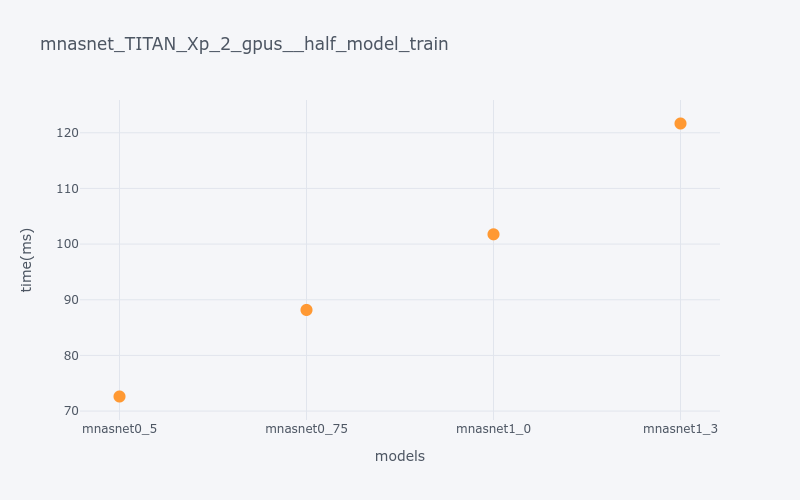 mnasnet_TITAN_Xp_2_gpus__half_model_train
time(ms)
120
110
100
90
80
70
mnasnet0_5
mnasnet0_75
mnasnet1_0
mnasnet1_3
models